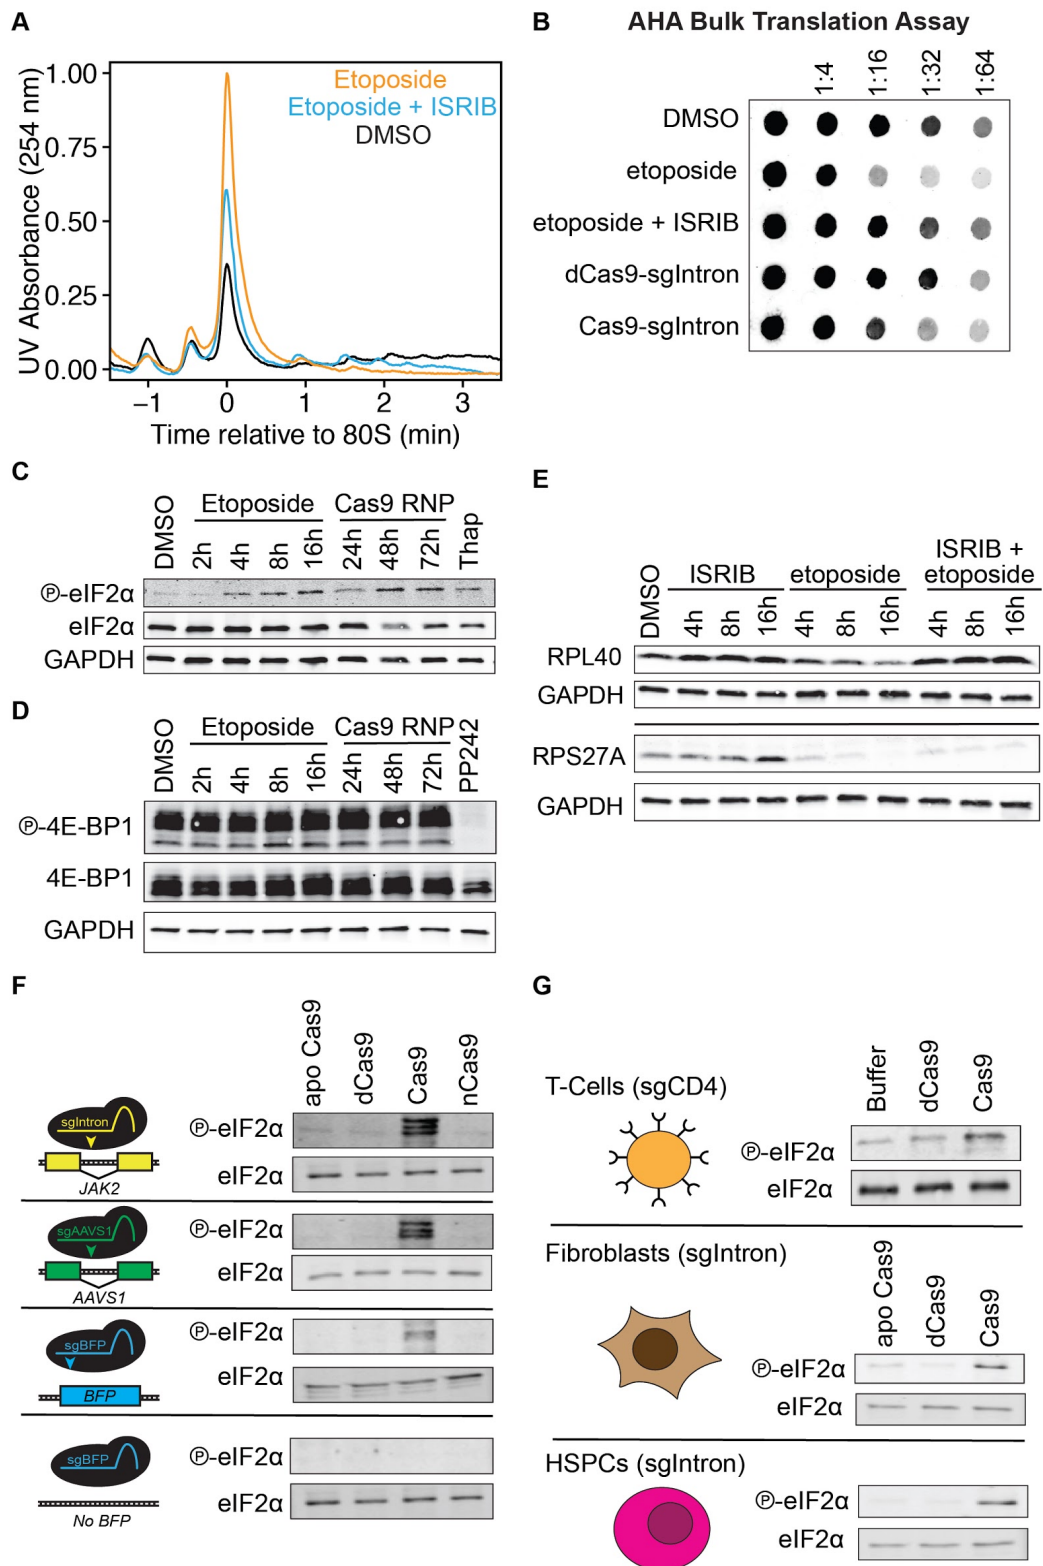 A
UV Absorbance (254 nm)
1.00
0.75
0.50
0.25
0.00
Etoposide
Etoposide + ISRIB
DMSO
−1 0 1 2 3
Time relative to 80S (min)
B
AHA Bulk Translation Assay
1:4 1:16 1:32 1:64
DMSO
etoposide
etoposide + ISRIB
dCas9-sgIntron
Cas9-sgIntron
C
DMSO Etoposide Cas9 RNP Thap
2h 4h 8h 16h 24h 48h 72h
Ⓟ-eIF2α
eIF2α
GAPDH
D
DMSO Etoposide Cas9 RNP PP242
2h 4h 8h 16h 24h 48h 72h
Ⓟ-4E-BP1
4E-BP1
GAPDH
E
DMSO ISRIB etoposide ISRIB +
etoposide
4h 8h 16h 4h 8h 16h 4h 8h 16h
RPL40
GAPDH
RPS27A
GAPDH
F
apo Cas9 dCas9 Cas9 nCas9
sgIntron
JAK2
Ⓟ-eIF2α
eIF2α
sgAAVS1
AAVS1
Ⓟ-eIF2α
eIF2α
sgBFP
BFP
Ⓟ-eIF2α
eIF2α
sgBFP
No BFP
Ⓟ-eIF2α
eIF2α
G
T-Cells (sgCD4)
Buffer dCas9 Cas9
Ⓟ-eIF2α
eIF2α
Fibroblasts (sgIntron)
apo Cas9 dCas9 Cas9
Ⓟ-eIF2α
eIF2α
HSPCs (sgIntron)
Ⓟ-eIF2α
eIF2α